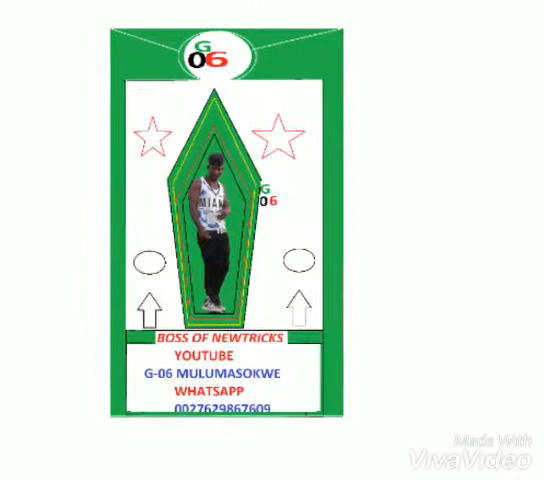 G
06
MIAMI
G
06
BOSS OF NEWTRICKS
YOUTUBE
G-06 MULUMASOKWE
WHATSAPP
0027629867609
Made With
VivaVideo